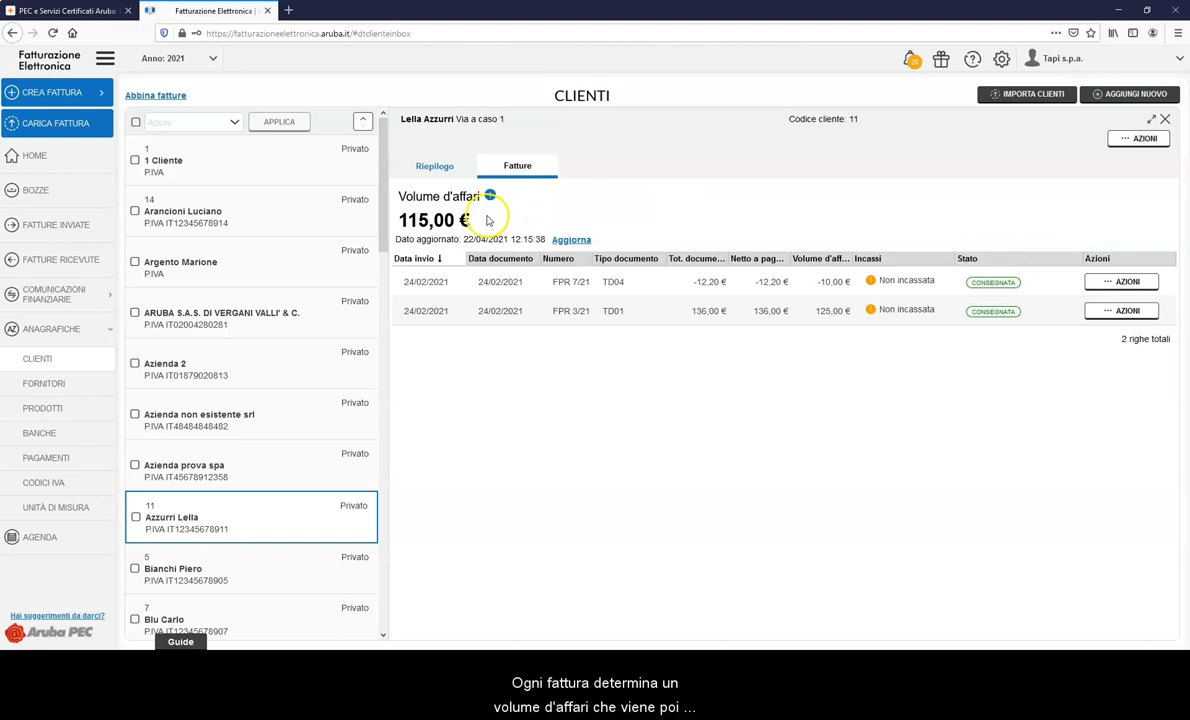 PEC e Servizi Certificati Aruba:
Fatturazione Elettronica |
https://fatturazioneelettronica.aruba.it/#dtclienteinbox
Fatturazione
Elettronica
Anno: 2021
20
Tapi s.p.a.
CREA FATTURA
CARICA FATTURA
HOME
BOZZE
FATTURE INVIATE
FATTURE RICEVUTE
COMUNICAZIONI
FINANZIARIE
ANAGRAFICHE
CLIENTI
FORNITORI
PRODOTTI
BANCHE
PAGAMENTI
CODICI IVA
UNITÀ DI MISURA
AGENDA
Hai suggerimenti da darci?
Aruba PEC
Abbina fatture
CLIENTI
IMPORTA CLIENTI
AGGIUNGI NUOVO
Azioni
APPLICA
1
Privato
1 Cliente
P.IVA
14
Privato
Arancioni Luciano
P.IVA IT12345678914
Privato
Argento Marione
P.IVA
Privato
ARUBA S.A.S. DI VERGANI VALLI' & C.
P.IVA IT02004280281
Privato
Azienda 2
P.IVA IT01879020813
Privato
Azienda non esistente srl
P.IVA IT48484848482
Privato
Azienda prova spa
P.IVA IT45678912358
11
Privato
Azzurri Lella
P.IVA IT12345678911
5
Privato
Bianchi Piero
P.IVA IT12345678905
7
Privato
Blu Carlo
P.IVA IT12345678907
Guide
Lella Azzurri Via a caso 1
Codice cliente: 11
··· AZIONI
Riepilogo
Fatture
Volume d'affari
115,00 €
Dato aggiornato: 22/04/2021 12:15:38 Aggiorna
Data invio Data documento Numero Tipo documento Tot. docume... Netto a pag... Volume d'aff... Incassi Stato Azioni
24/02/2021 24/02/2021 FPR 7/21 TD04 -12,20 € -12,20 € -10,00 € Non incassata CONSEGNATA ··· AZIONI
24/02/2021 24/02/2021 FPR 3/21 TD01 136,00 € 136,00 € 125,00 € Non incassata CONSEGNATA ··· AZIONI
2 righe totali
Ogni fattura determina un
volume d'affari che viene poi ...